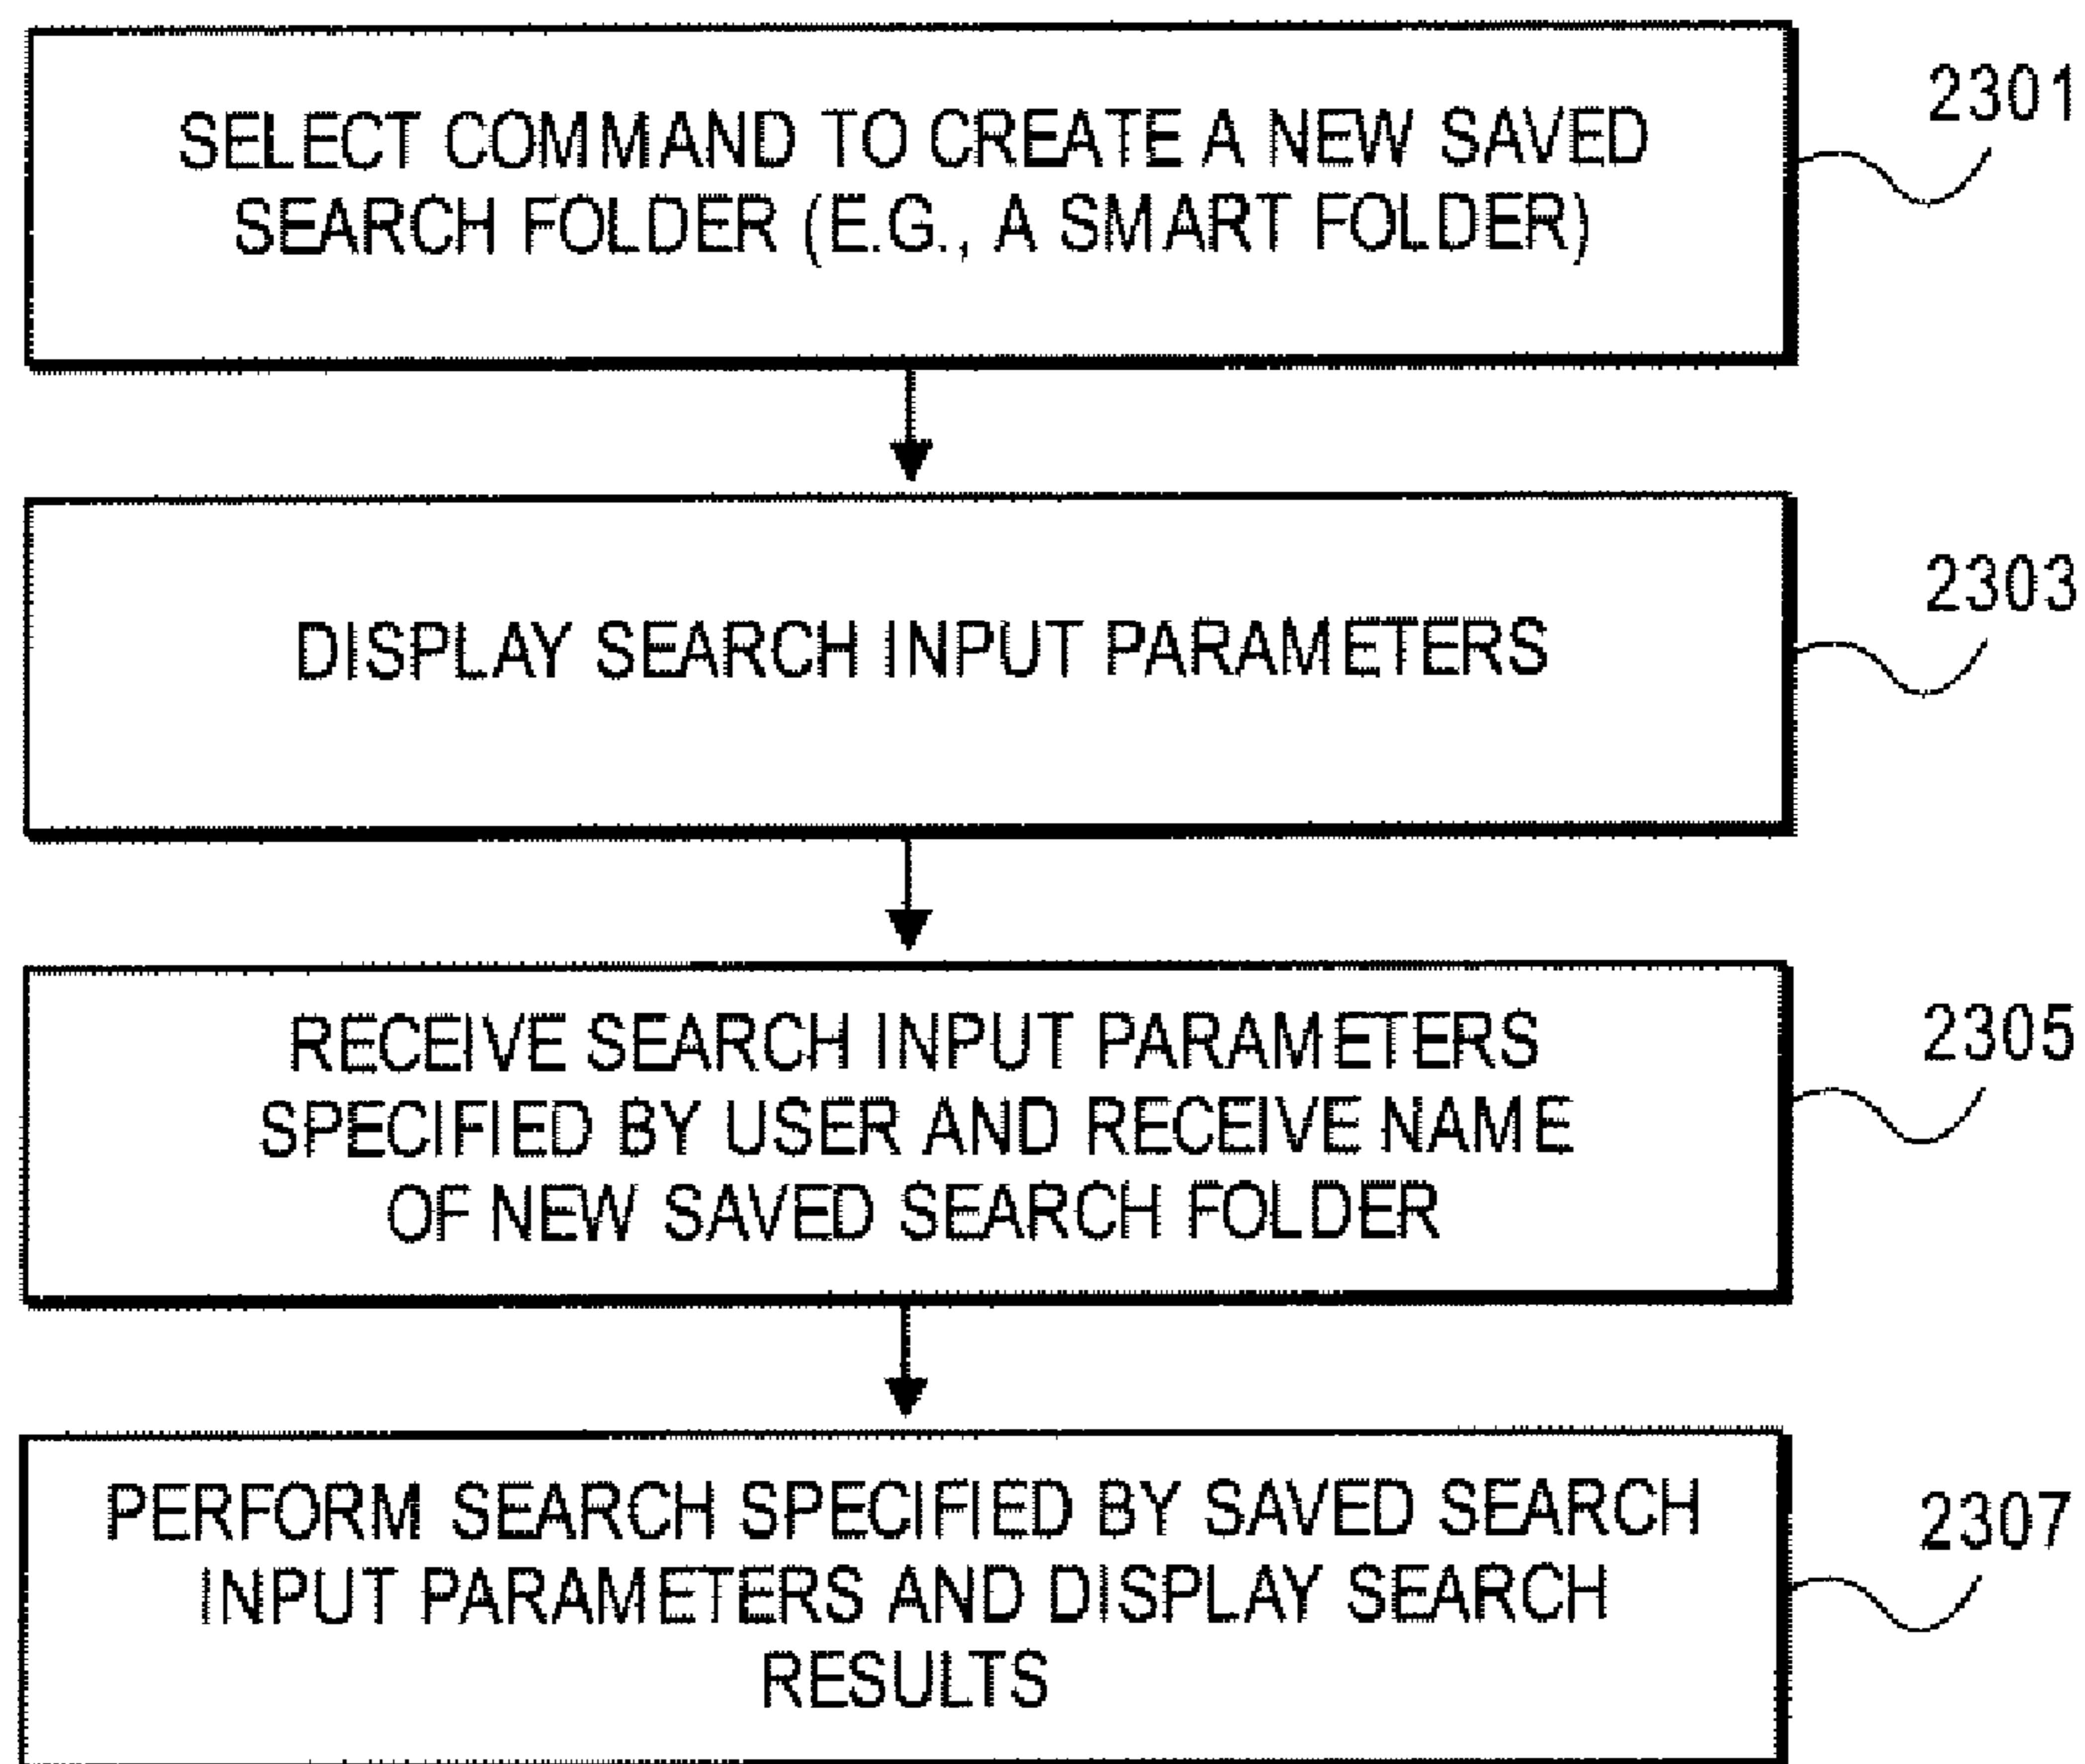 SELECT COMMAND TO CREATE A NEW SAVED
SEARCH FOLDER (E.G., A SMART FOLDER)
2301
DISPLAY SEARCH INPUT PARAMETERS
2303
RECEIVE SEARCH INPUT PARAMETERS
SPECIFIED BY USER AND RECEIVE NAME
OF NEW SAVED SEARCH FOLDER
2305
PERFORM SEARCH SPECIFIED BY SAVED SEARCH
INPUT PARAMETERS AND DISPLAY SEARCH
RESULTS
2307